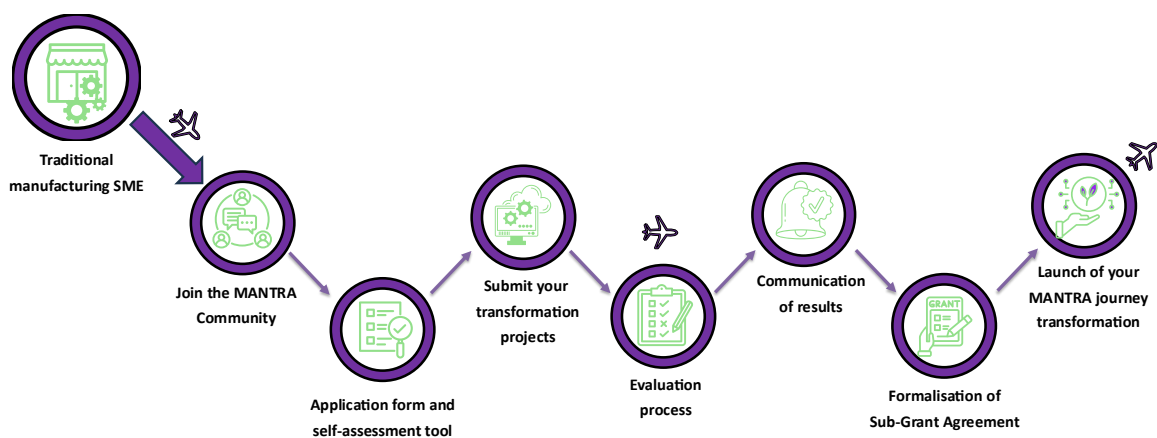 Traditional
manufacturing SME
Join the MANTRA
Community
Application form and
self-assessment tool
Submit your
transformation
projects
Evaluation
process
Communication
of results
GRANT
Formalisation of
Sub-Grant Agreement
Launch of your
MANTRA journey
transformation